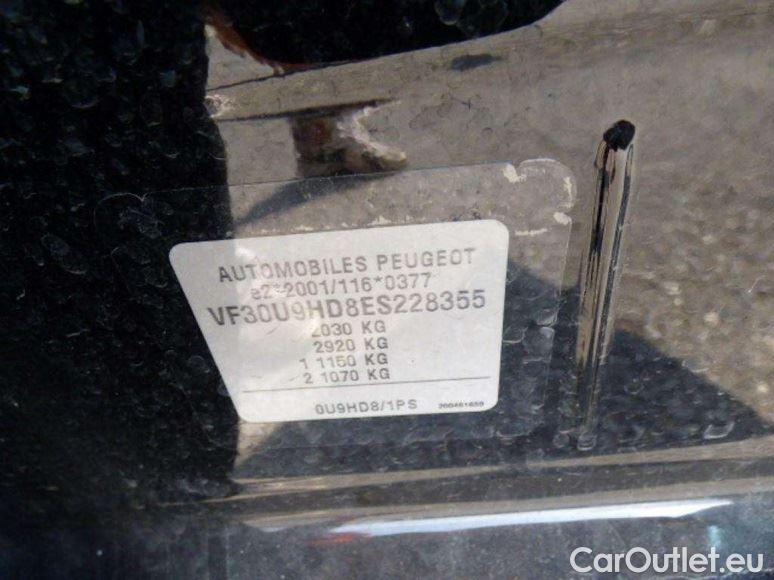 AUTOMOBILES PEUGEOT
e2*2001/116*0377
VF30U9HD8ES228355
2030 KG
2920 KG
1 1150 KG
2 1070 KG
0U9HD8/1PS
CarOutlet.eu